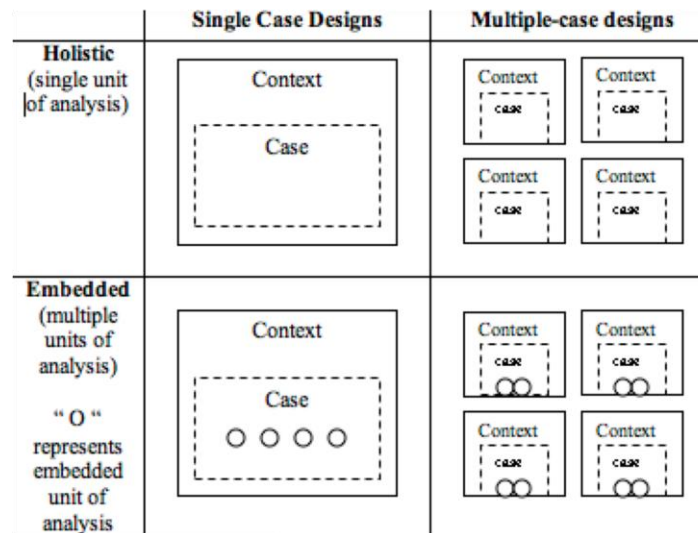 Single Case Designs
Multiple-case designs
Holistic
(single unit
of analysis)
Context
Case
Context
case
Context
case
Context
case
Context
case
Embedded
(multiple
units of
analysis)
“ O “
represents
embedded
unit of
analysis
Context
Case
Context
case
Context
case
Context
case
Context
case